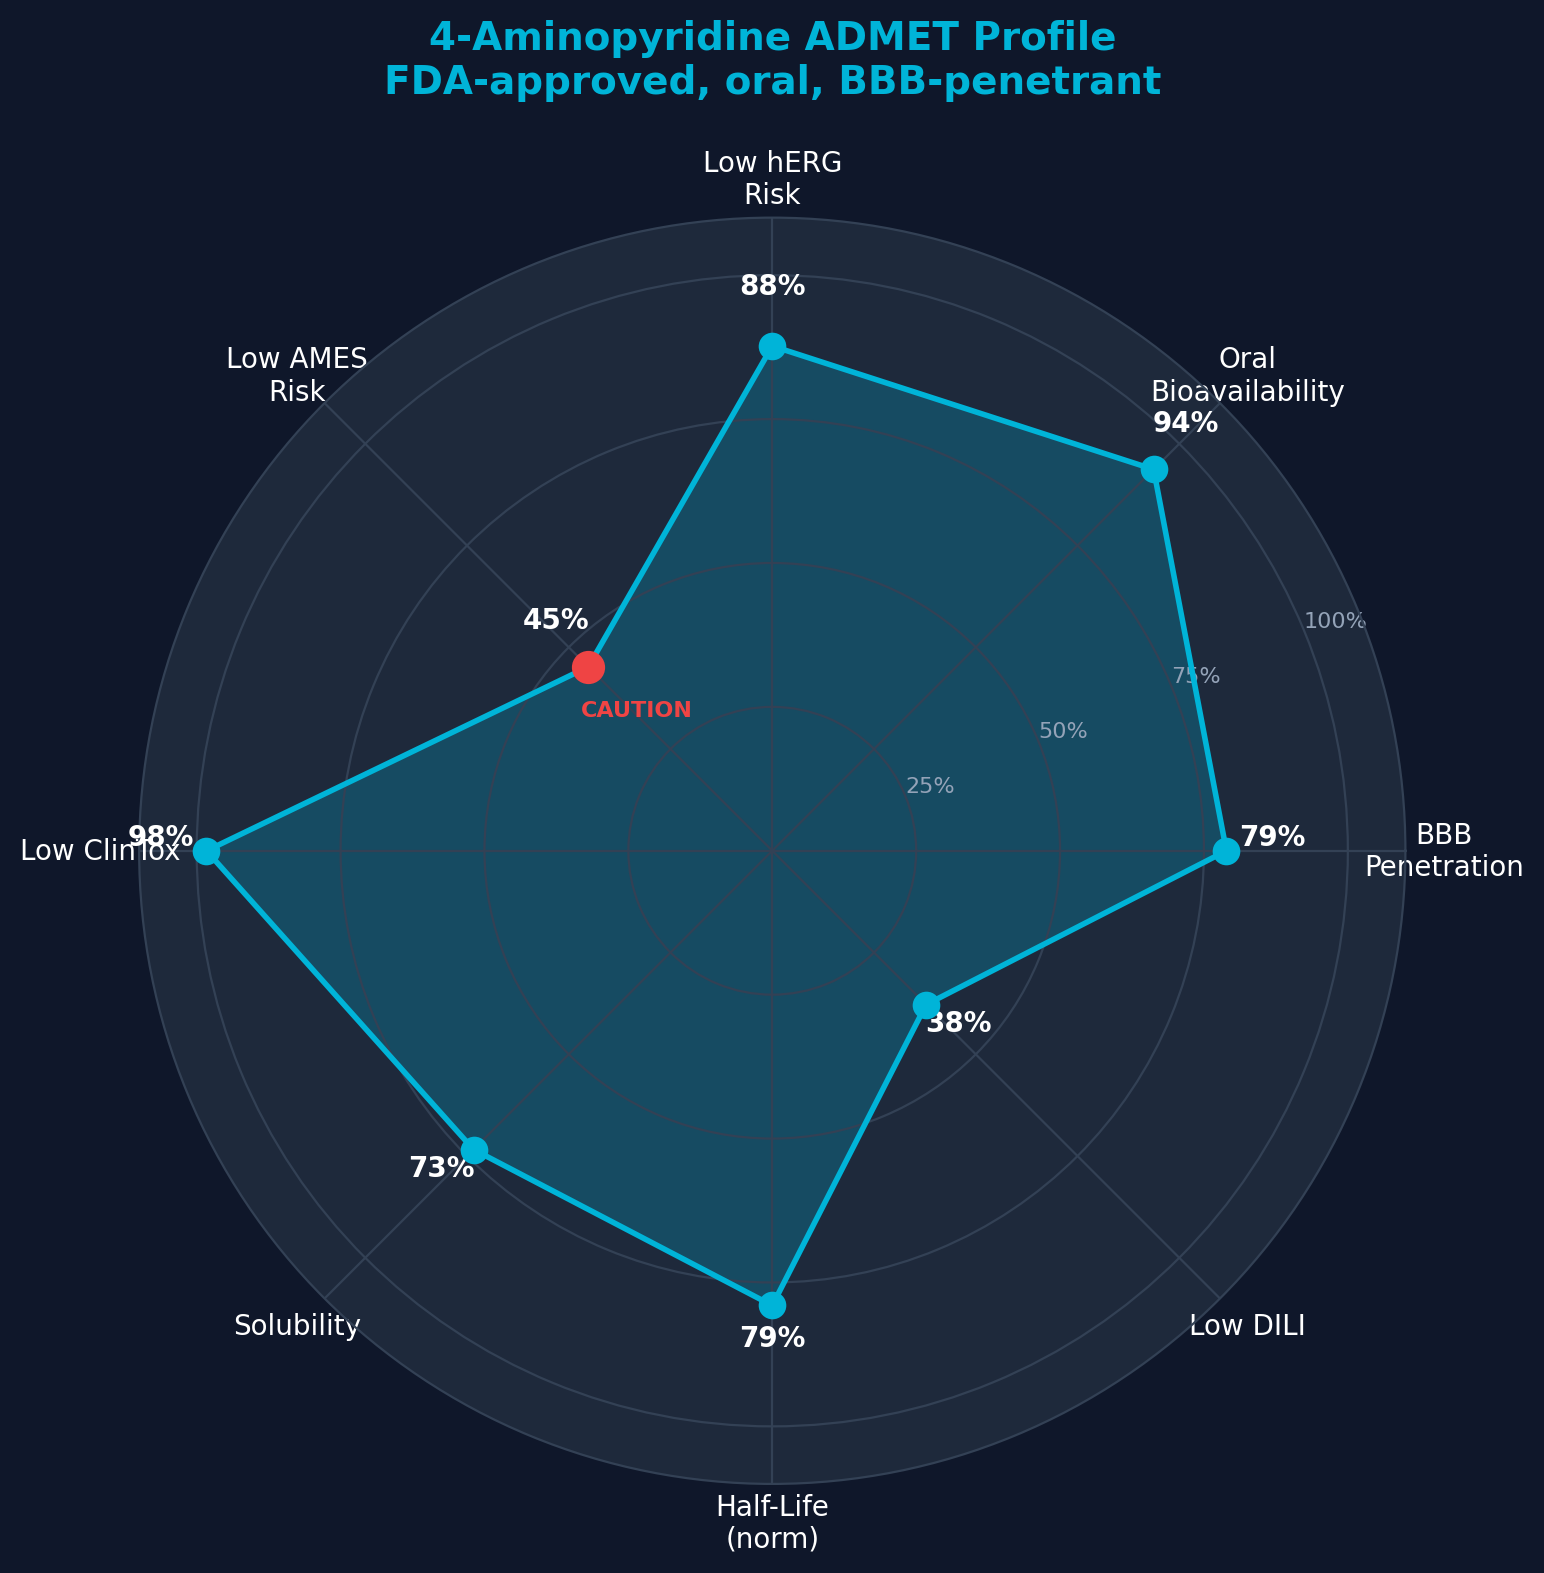 4-Aminopyridine ADMET Profile
FDA-approved, oral, BBB-penetrant
Low hERG
Risk
88%
Low AMES
Risk
Oral
Bioavailability
94%
45%
CAUTION
100%
75%
50%
25%
98%
Low ClinTox
79%
BBB
Penetration
38%
73%
79%
Solubility
Low DILI
Half-Life
(norm)